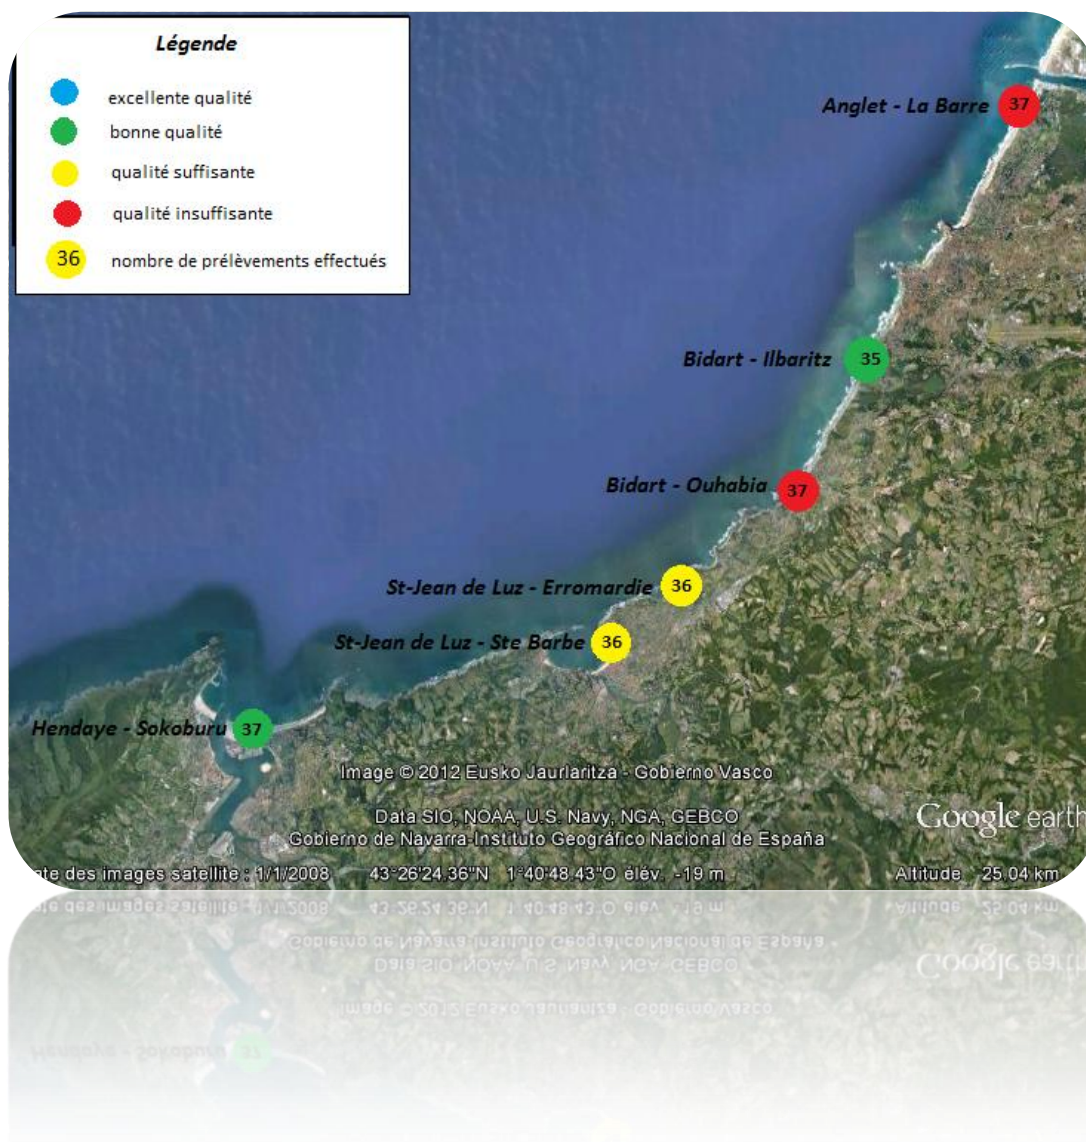 Légende
excellente qualité
bonne qualité
qualité suffisante
qualité insuffisante
36 nombre de prélèvements effectués
Anglet - La Barre 37
Bidart - Ilbaritz 35
Bidart - Ouhabia 37
St-Jean de Luz - Erromardie 36
St-Jean de Luz - Ste Barbe 36
Hendaye - Sokoburu 37
Image © 2012 Eusko Jaurlaritza - Gobierno Vasco
Data SIO, NOAA, U.S. Navy, NGA, GEBCO
Gobierno de Navarra-Instituto Geográfico Nacional de España
Google earth
des images satellite : 1/1/2008 43°26'24.36"N 1°40'48.43"O élév. -19 m Altitude 25.04 km